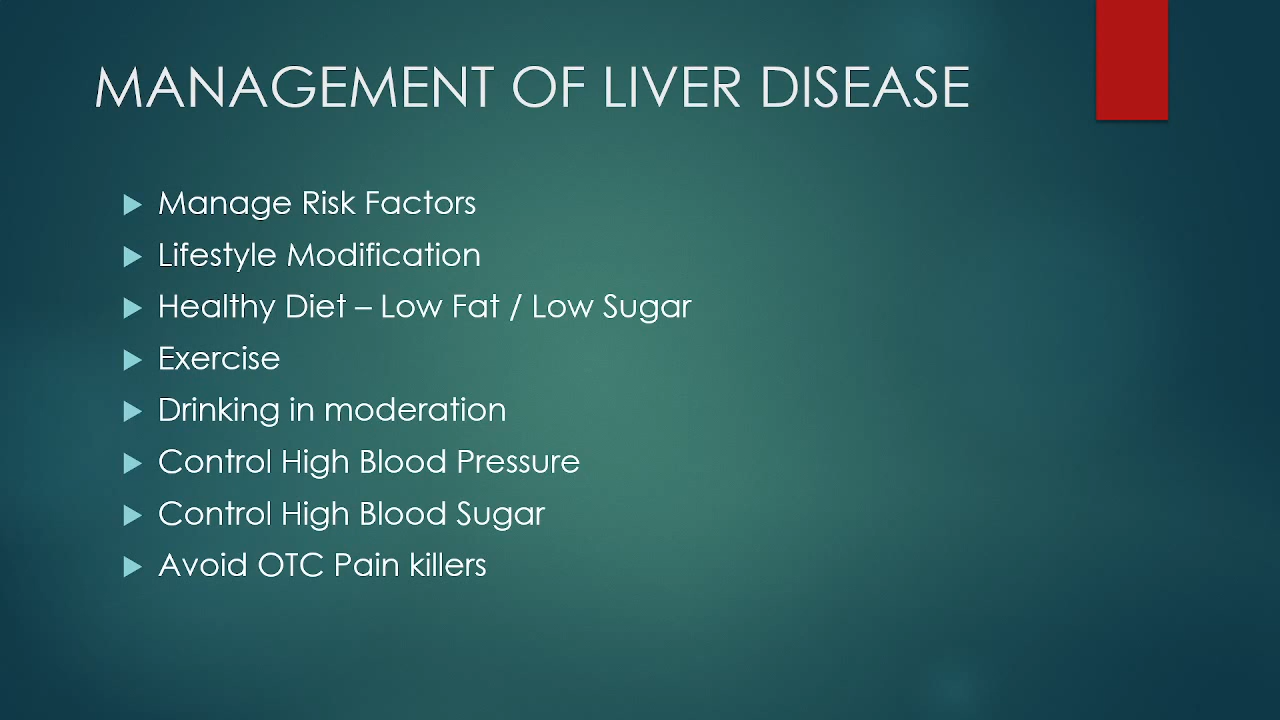 MANAGEMENT OF LIVER DISEASE
Manage Risk Factors
Lifestyle Modification
Healthy Diet – Low Fat / Low Sugar
Exercise
Drinking in moderation
Control High Blood Pressure
Control High Blood Sugar
Avoid OTC Pain killers